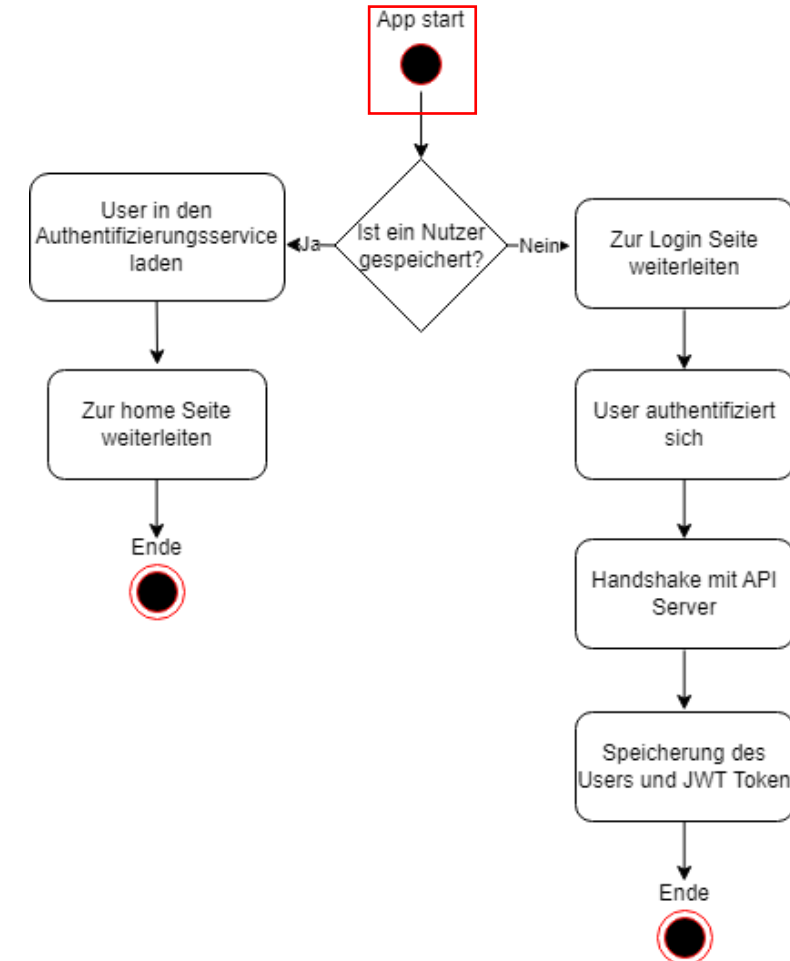 App start
Ist ein Nutzer
gespeichert?
Ja
Nein
User in den
Authentifizierungsservice
laden
Zur home Seite
weiterleiten
Ende
Zur Login Seite
weiterleiten
User authentifiziert
sich
Handshake mit API
Server
Speicherung des
Users und JWT Token
Ende